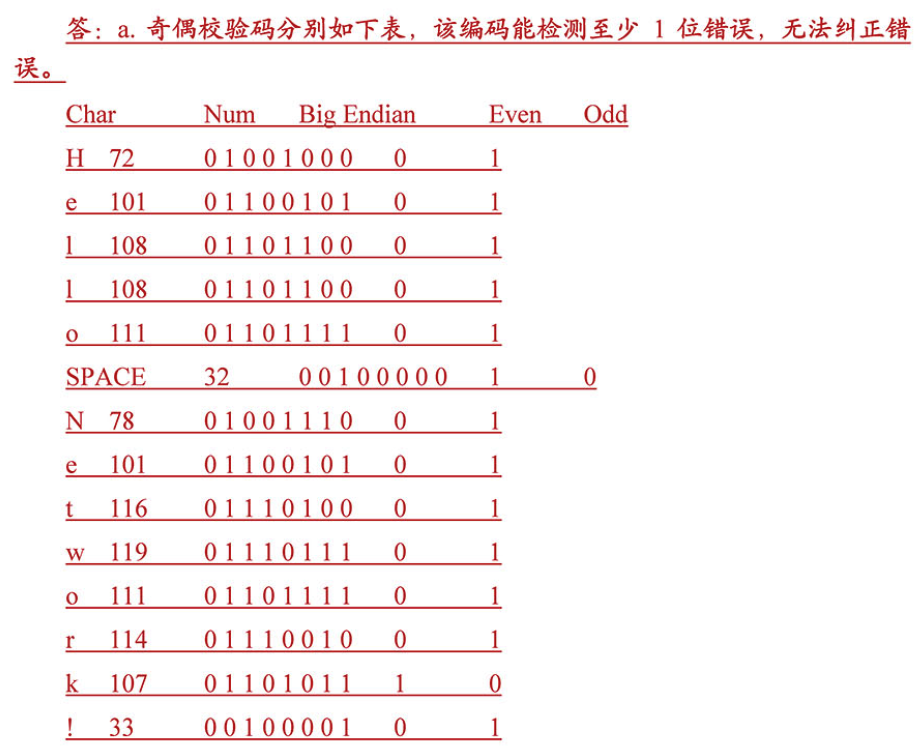 答：a. 奇偶校验码分别如下表，该编码能检测至少 1 位错误，无法纠正错
误。
Char Num Big Endian Even Odd
H 72 0 1 0 0 1 0 0 0 0 1
e 101 0 1 1 0 0 1 0 1 0 1
l 108 0 1 1 0 1 1 0 0 0 1
l 108 0 1 1 0 1 1 0 0 0 1
o 111 0 1 1 0 1 1 1 1 0 1
SPACE 32 0 0 1 0 0 0 0 0 1 0
N 78 0 1 0 0 1 1 1 0 0 1
e 101 0 1 1 0 0 1 0 1 0 1
t 116 0 1 1 1 0 1 0 0 0 1
w 119 0 1 1 1 0 1 1 1 0 1
o 111 0 1 1 0 1 1 1 1 0 1
r 114 0 1 1 1 0 0 1 0 0 1
k 107 0 1 1 0 1 0 1 1 1 0
! 33 0 0 1 0 0 0 0 1 0 1